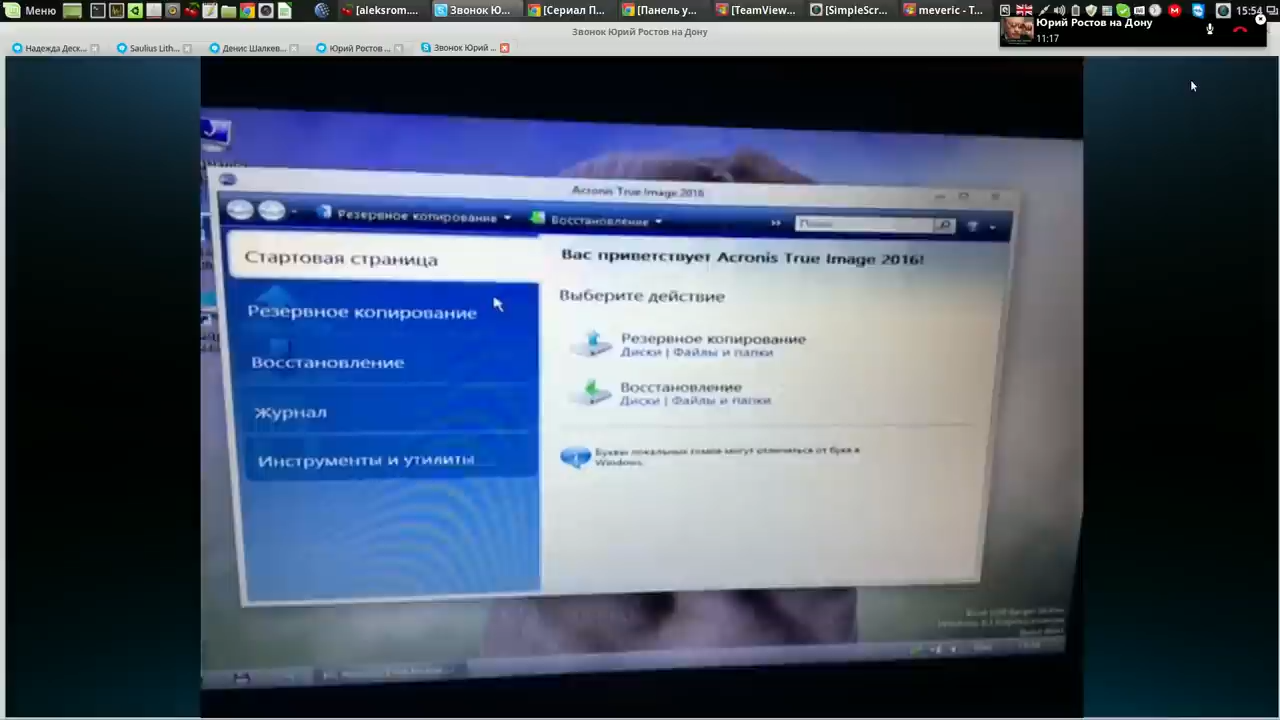 Меню
[aleksrom...
Звонок Ю...
[Сериал П...
[Панель у...
[TeamView...
[SimpleScr...
meveric - T...
15:54
Звонок Юрий Ростов на Дону
Юрий Ростов на Дону
11:17
Надежда Деск...
Saulius Lith...
Денис Шалкев...
Юрий Ростов ...
Звонок Юрий ...
Acronis True Image 2016
Резервное копирование
Восстановление
Поиск
Стартовая страница
Вас приветствует Acronis True Image 2016!
Выберите действие
Резервное копирование
Резервное копирование
Диски | Файлы и папки
Восстановление
Восстановление
Диски | Файлы и папки
Журнал
Буквы локальных томов могут отличаться от букв в
Windows.
Инструменты и утилиты